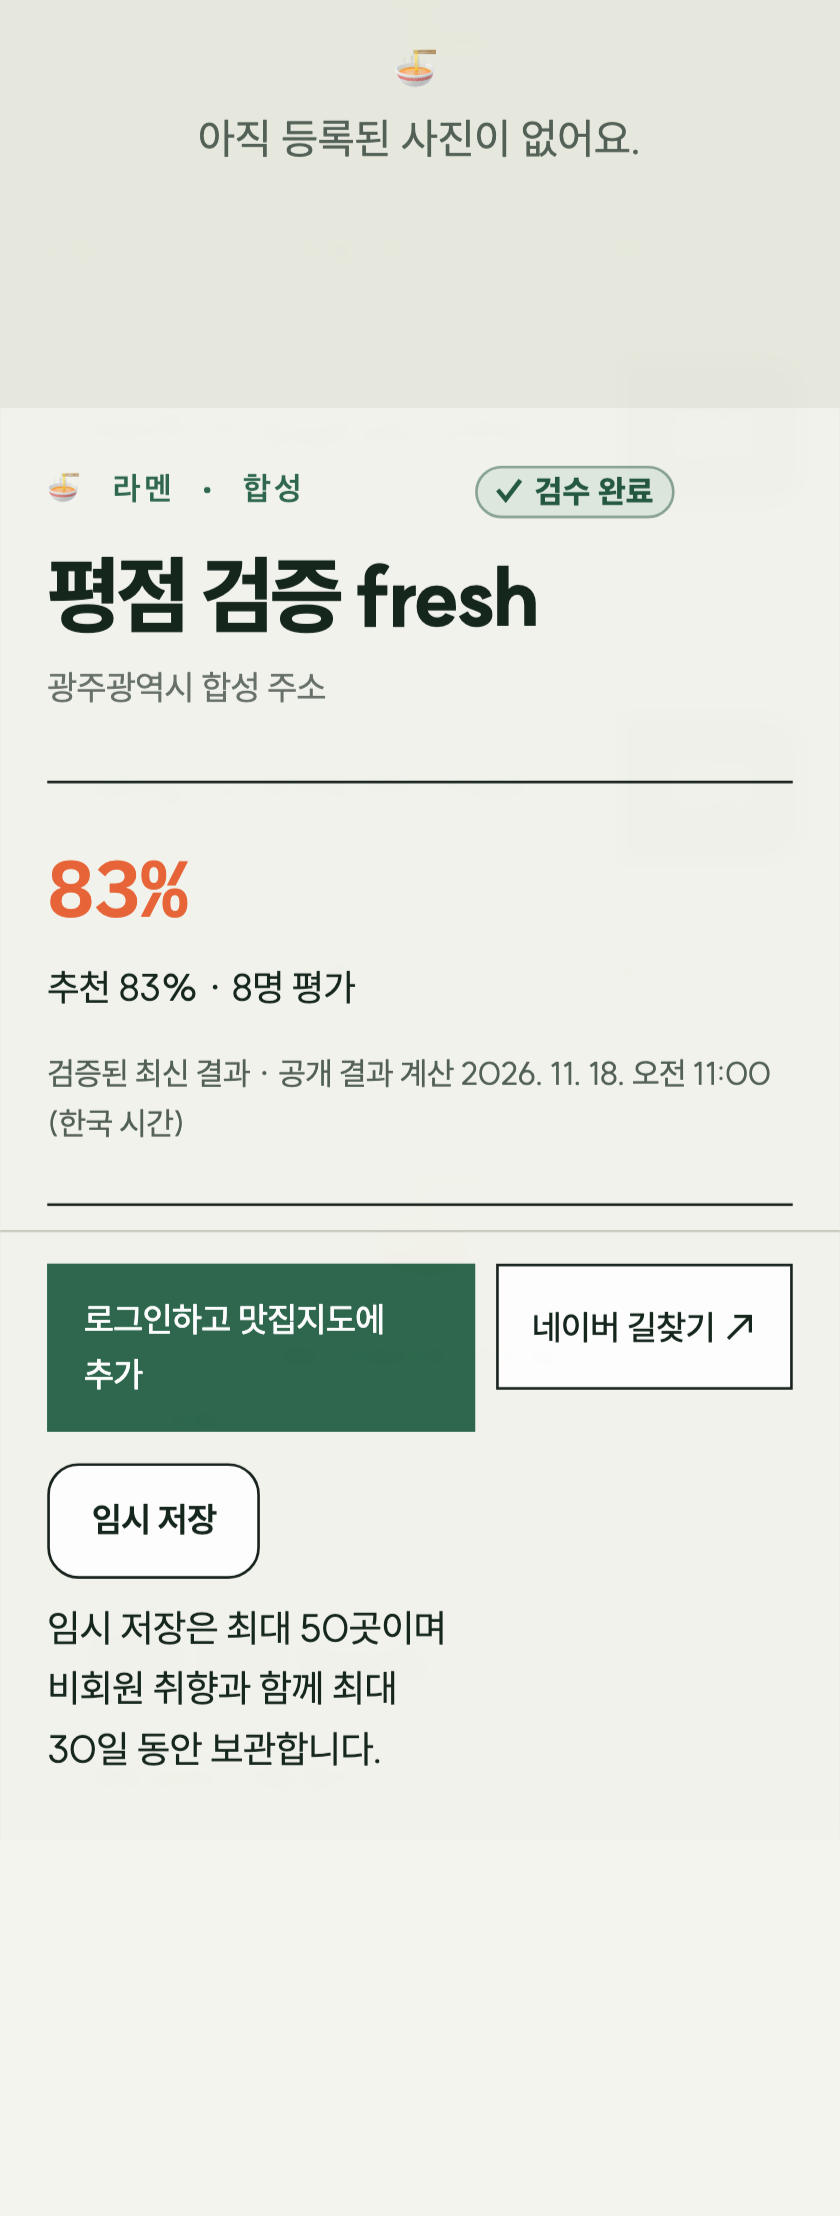 아직 등록된 사진이 없어요.
라멘 · 합성
✓ 검수 완료
평점 검증 fresh
광주광역시 합성 주소
83%
추천 83% · 8명 평가
검증된 최신 결과 · 공개 결과 계산 2026. 11. 18. 오전 11:00
(한국 시간)
로그인하고 맛집지도에
추가
네이버 길찾기 ↗
임시 저장
임시 저장은 최대 50곳이며
비회원 취향과 함께 최대
30일 동안 보관합니다.